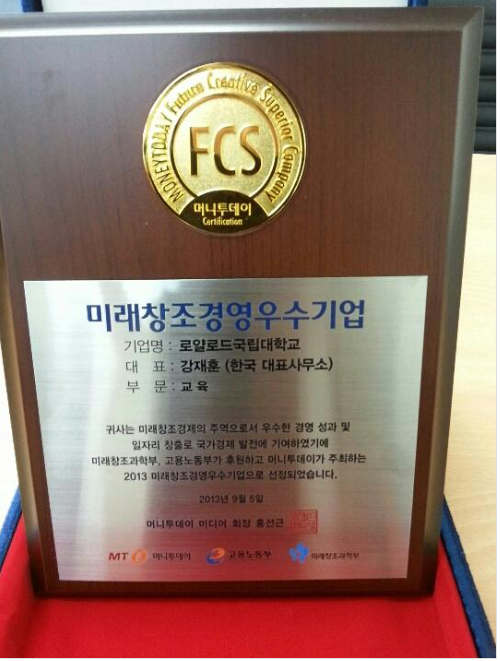 MONEYTODAY Future Creative Superior Company
FCS
머니투데이
Certification
미래창조경영우수기업
기업명 : 로얄로드국립대학교
대 표 : 강재훈 (한국 대표사무소)
부 문 : 교 육
귀사는 미래창조경제의 주역으로서 우수한 경영 성과 및
일자리 창출로 국가경제 발전에 기여하였기에
미래창조과학부, 고용노동부가 후원하고 머니투데이가 주최하는
2013 미래창조경영우수기업으로 선정되었습니다.
2013년 9월 5일
머니투데이 미디어 회장 홍선근
MT 머니투데이 고용노동부 미래창조과학부